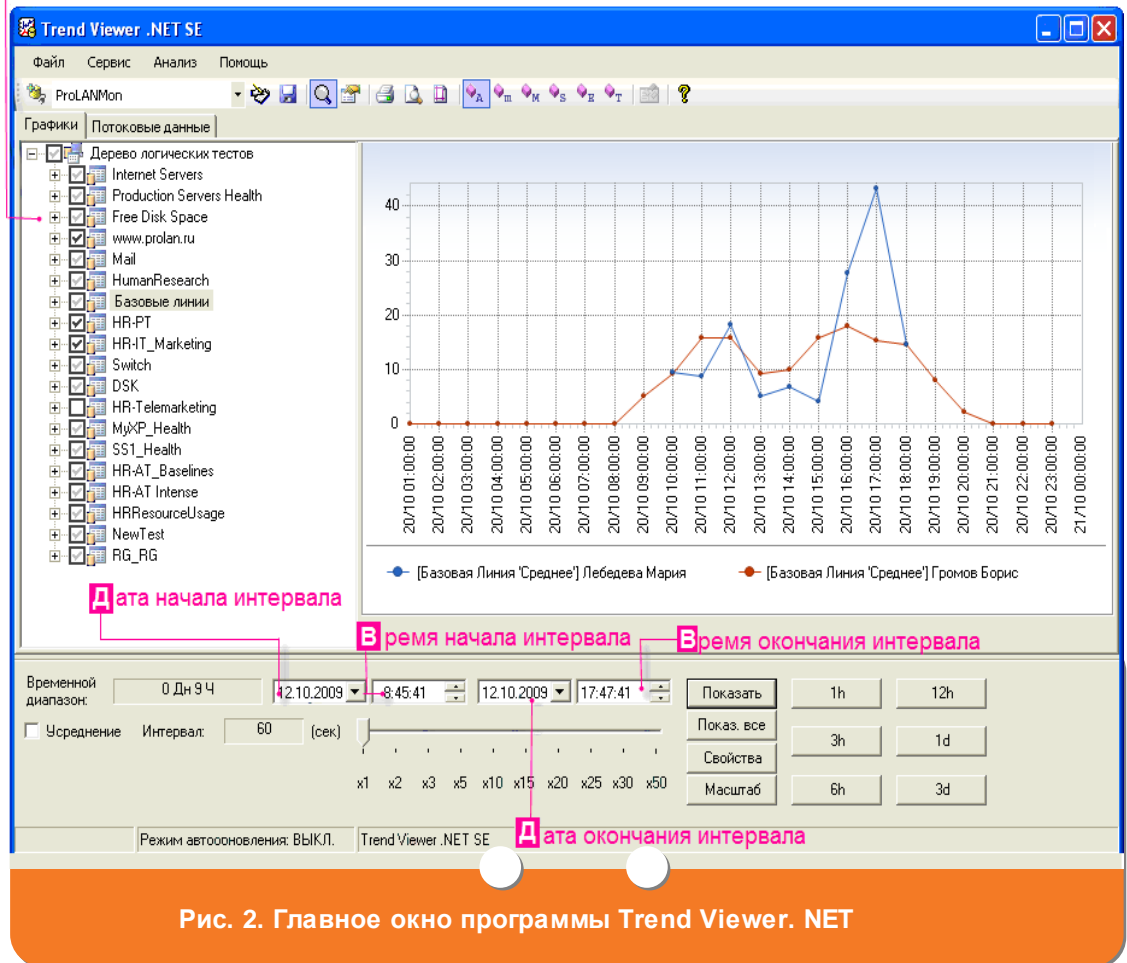 Trend Viewer .NET SE
Файл Сервис Анализ Помощь
ProLANMon
A m M S E T
Графики Потоковые данные
Дерево логических тестов
Internet Servers
Production Servers Health
Free Disk Space
www.prolan.ru
Mail
HumanResearch
Базовые линии
HR-PT
HR-IT_Marketing
Switch
DSK
HR-Telemarketing
MyXP_Health
SS1_Health
HR-AT_Baselines
HR-AT Intense
HRResourceUsage
NewTest
RG_RG
40
30
20
10
0
20/10 01:00:00
20/10 02:00:00
20/10 03:00:00
20/10 04:00:00
20/10 05:00:00
20/10 06:00:00
20/10 07:00:00
20/10 08:00:00
20/10 09:00:00
20/10 10:00:00
20/10 11:00:00
20/10 12:00:00
20/10 13:00:00
20/10 14:00:00
20/10 15:00:00
20/10 16:00:00
20/10 17:00:00
20/10 18:00:00
20/10 19:00:00
20/10 20:00:00
20/10 21:00:00
20/10 22:00:00
20/10 23:00:00
21/10 00:00:00
[Базовая Линия 'Среднее'] Лебедева Мария [Базовая Линия 'Среднее'] Громов Борис
Дата начала интервала
Время начала интервала
Время окончания интервала
Временной диапазон:
0 Дн 9 Ч
12.10.2009 8:45:41 12.10.2009 17:47:41
Усреднение Интервал: 60 (сек)
x1 x2 x3 x5 x10 x15 x20 x25 x30 x50
Показать
Показ. все
Свойства
Масштаб
1h 12h
3h 1d
6h 3d
Дата окончания интервала
Режим автооновления: ВЫКЛ. Trend Viewer .NET SE
Рис. 2. Главное окно программы Trend Viewer. NET